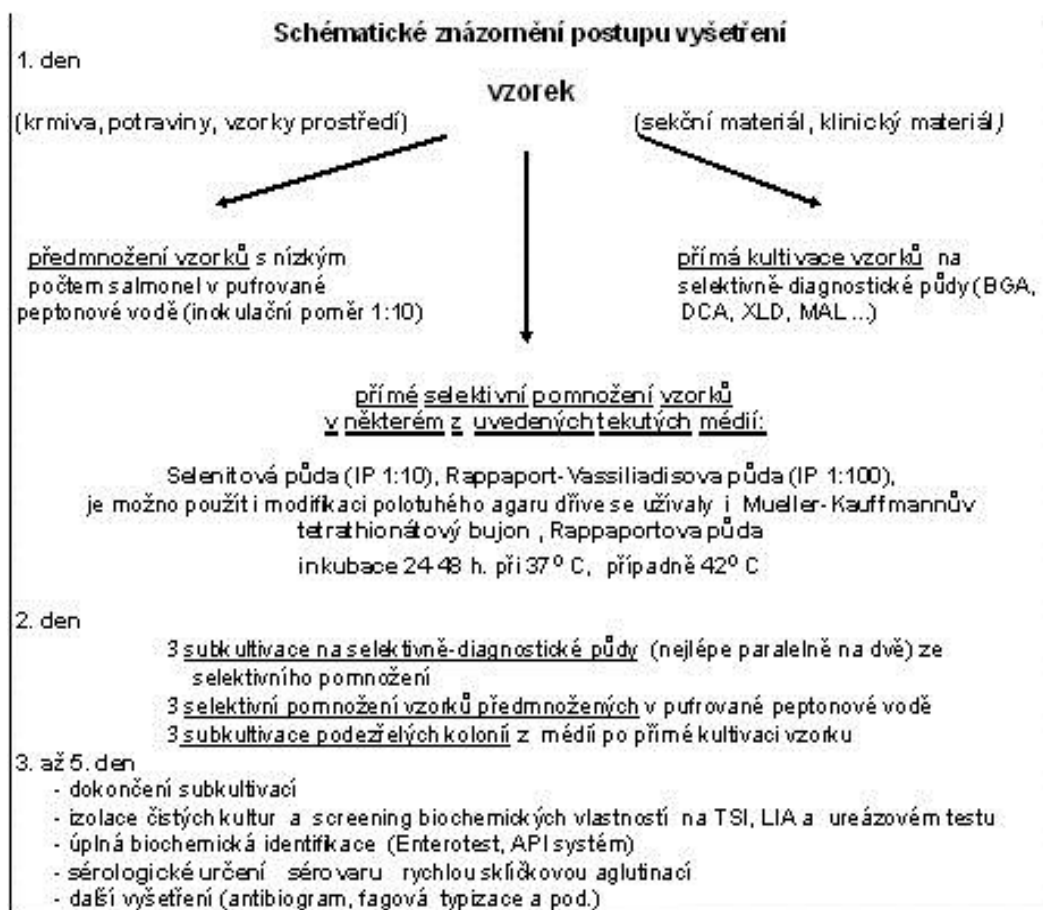 Schématické znázornění postupu vyšetření
1. den
vzorek
(krmiva, potraviny, vzorky prostředí)
(sekční materiál, klinický materiál)
předmnožení vzorků s nízkým
počtem salmonel v pufrované
peptonové vodě (inokulační poměr 1:10)
přímá kultivace vzorků na
selektivně-diagnostické půdy (BGA,
DCA, XLD, MAL ...)
přímé selektivní pomnožení vzorků
v některém z uvedených tekutých médií:
Selenitová půda (IP 1:10), Rappaport-Vassiliadisova půda (IP 1:100),
je možno použít i modifikaci polotuhého agaru dříve se užívaly i Mueller-Kauffmannův
tetrathionátový bujon , Rappaportova půda
inkubace 24-48 h. při 37º C, případně 42º C
2. den
3 subkultivace na selektivně-diagnostické půdy (nejlépe paralelně na dvě) ze
selektivního pomnožení
3 selektivní pomnožení vzorků předmnožených v pufrované peptonové vodě
3 subkultivace podezřelých kolonií z médií po přímé kultivaci vzorku
3. až 5. den
- dokončení subkultivací
- izolace čistých kultur a screening biochemických vlastností na TSI, LIA a ureázovém testu
- úplná biochemická identifikace (Enterotest, API systém)
- sérologické určení sérovaru rychlou sklíčkovou aglutinací
- další vyšetření (antibiogram, fagová typizace a pod.)